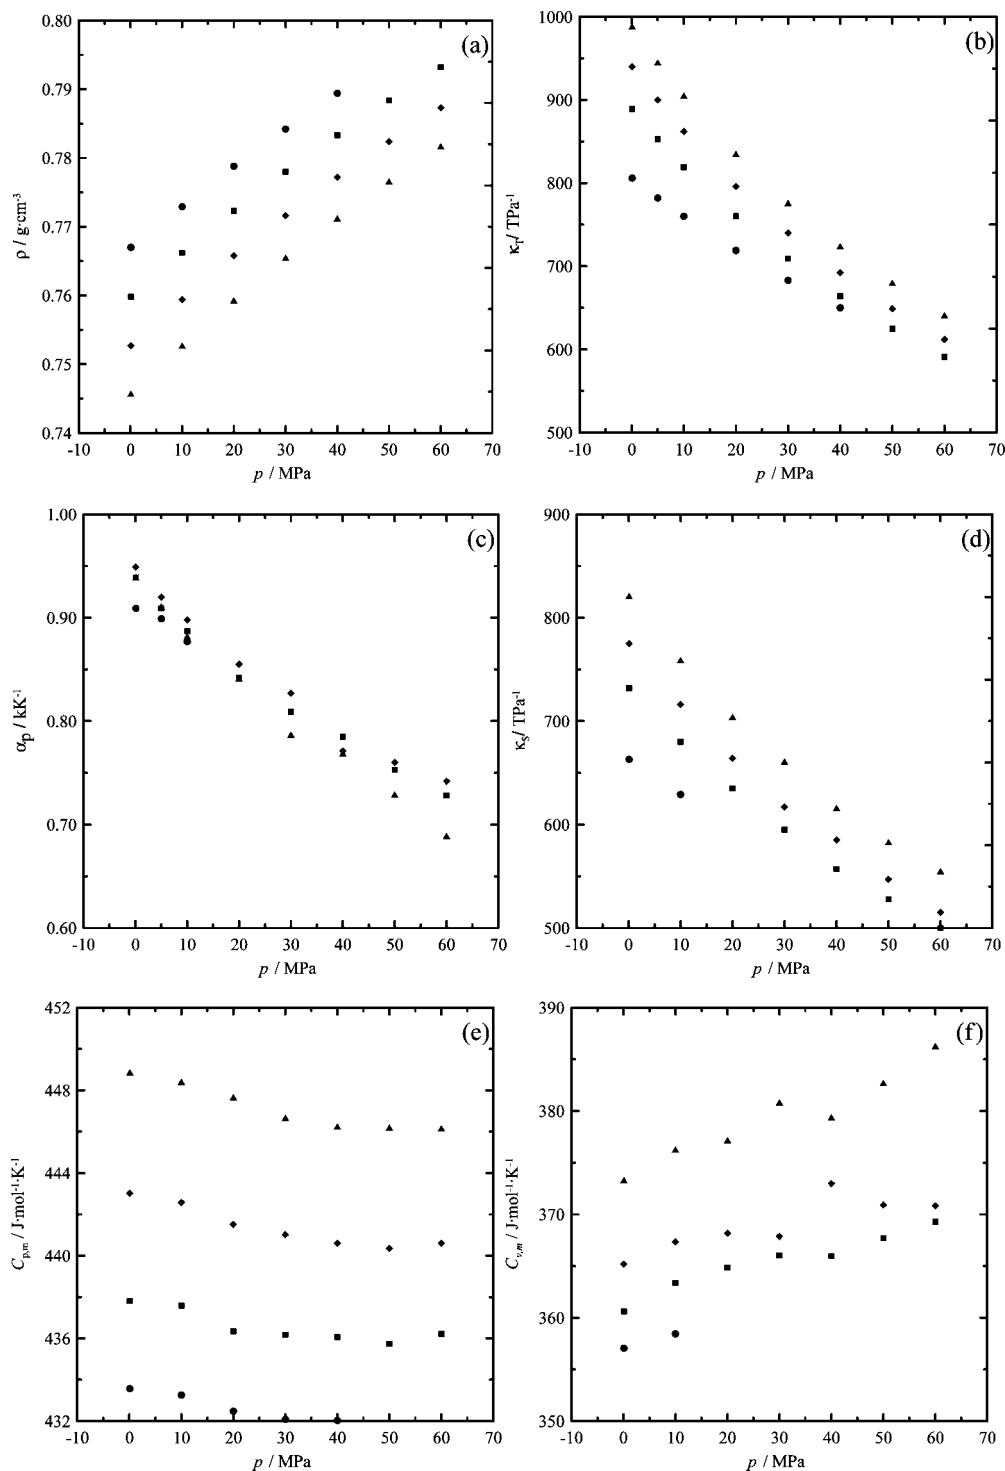 (a)
0.80
0.79
0.78
0.77
0.76
0.75
0.74
ρ / g·cm⁻³
-10 0 10 20 30 40 50 60 70
p / MPa
(b)
1000
900
800
700
600
500
κT/ TPa⁻¹
-10 0 10 20 30 40 50 60 70
p / MPa
(c)
1.00
0.90
0.80
0.70
0.60
αp / kK⁻¹
-10 0 10 20 30 40 50 60 70
p / MPa
(d)
900
800
700
600
500
κS/ TPa⁻¹
-10 0 10 20 30 40 50 60 70
p / MPa
(e)
452
448
444
440
436
432
Cp,m / J·mol⁻¹·K⁻¹
-10 0 10 20 30 40 50 60 70
p / MPa
(f)
390
380
370
360
350
Cv,m / J·mol⁻¹·K⁻¹
-10 0 10 20 30 40 50 60 70
p / MPa